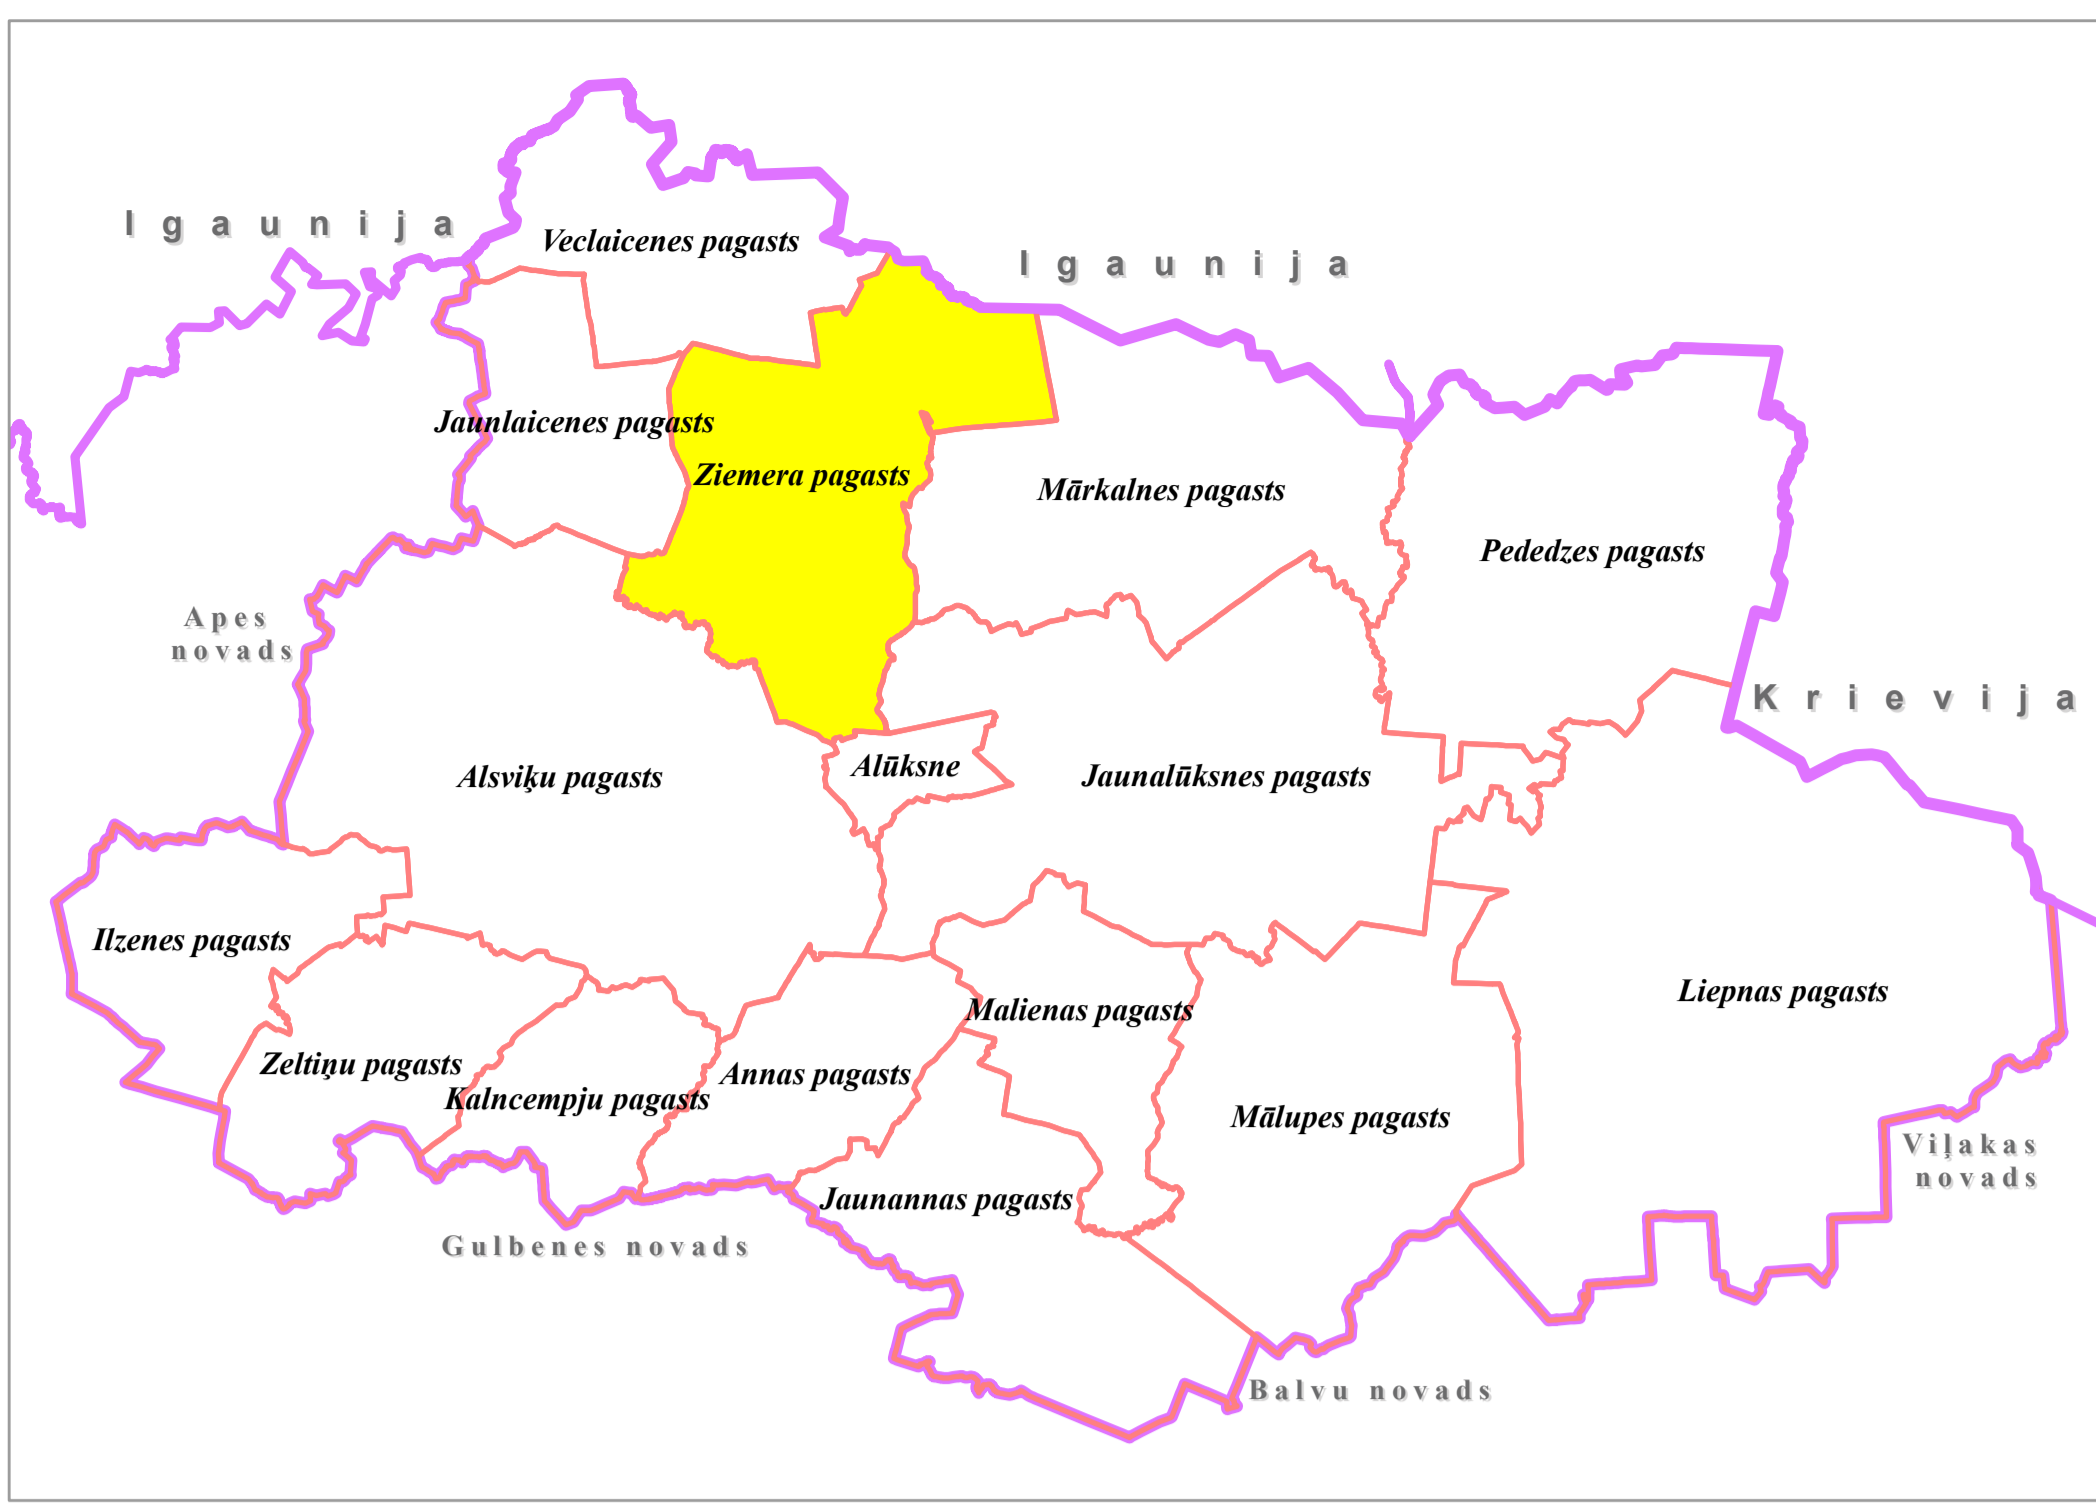 I g a u n i j a
Veclaicenes pagasts
I g a u n i j a
Jaunlaicenes pagasts
Ziemera pagasts
Mārkalnes pagasts
Pededzes pagasts
Apes
novads
K r i e v i j a
Alūksne
Alsviķu pagasts
Jaunalūksnes pagasts
Ilzenes pagasts
Liepnas pagasts
Malienas pagasts
Zeltiņu pagasts
Annas pagasts
Kalncempju pagasts
Mālupes pagasts
Viļakas
novads
Jaunannas pagasts
Gulbenes novads
Balvu novads